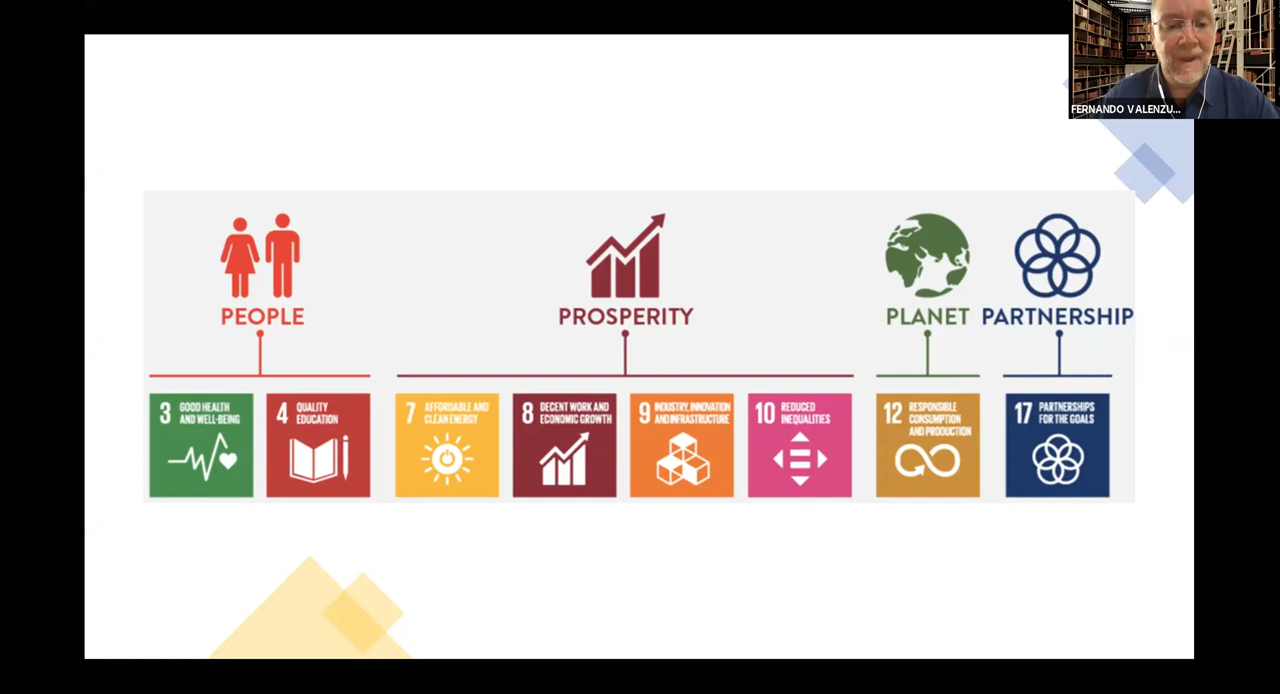 FERNANDO VALENZU...
PEOPLE
PROSPERITY
PLANET
PARTNERSHIP
3 GOOD HEALTH
AND WELL-BEING
4 QUALITY
EDUCATION
7 AFFORDABLE AND
CLEAN ENERGY
8 DECENT WORK AND
ECONOMIC GROWTH
9 INDUSTRY, INNOVATION
AND INFRASTRUCTURE
10 REDUCED
INEQUALITIES
12 RESPONSIBLE
CONSUMPTION
AND PRODUCTION
17 PARTNERSHIPS
FOR THE GOALS